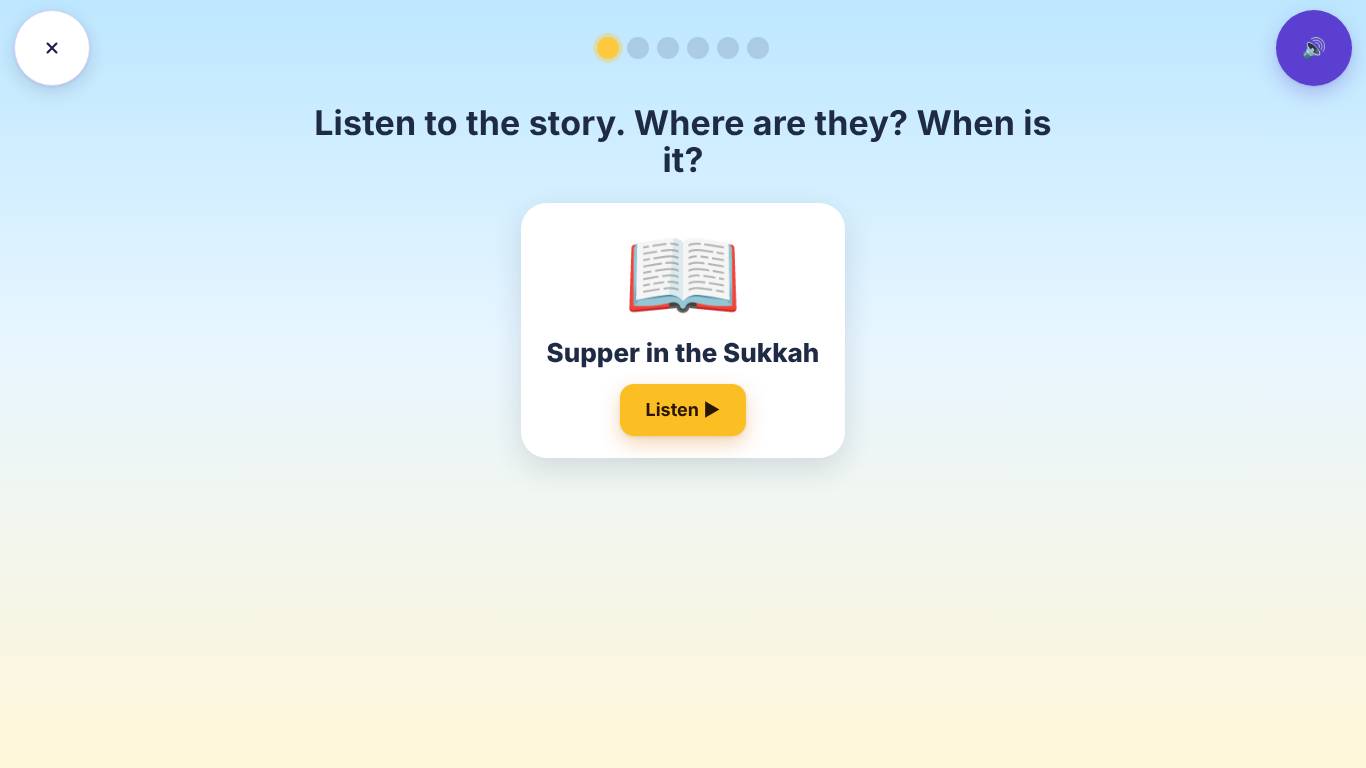 Listen to the story. Where are they? When is
it?
Supper in the Sukkah
Listen ▶